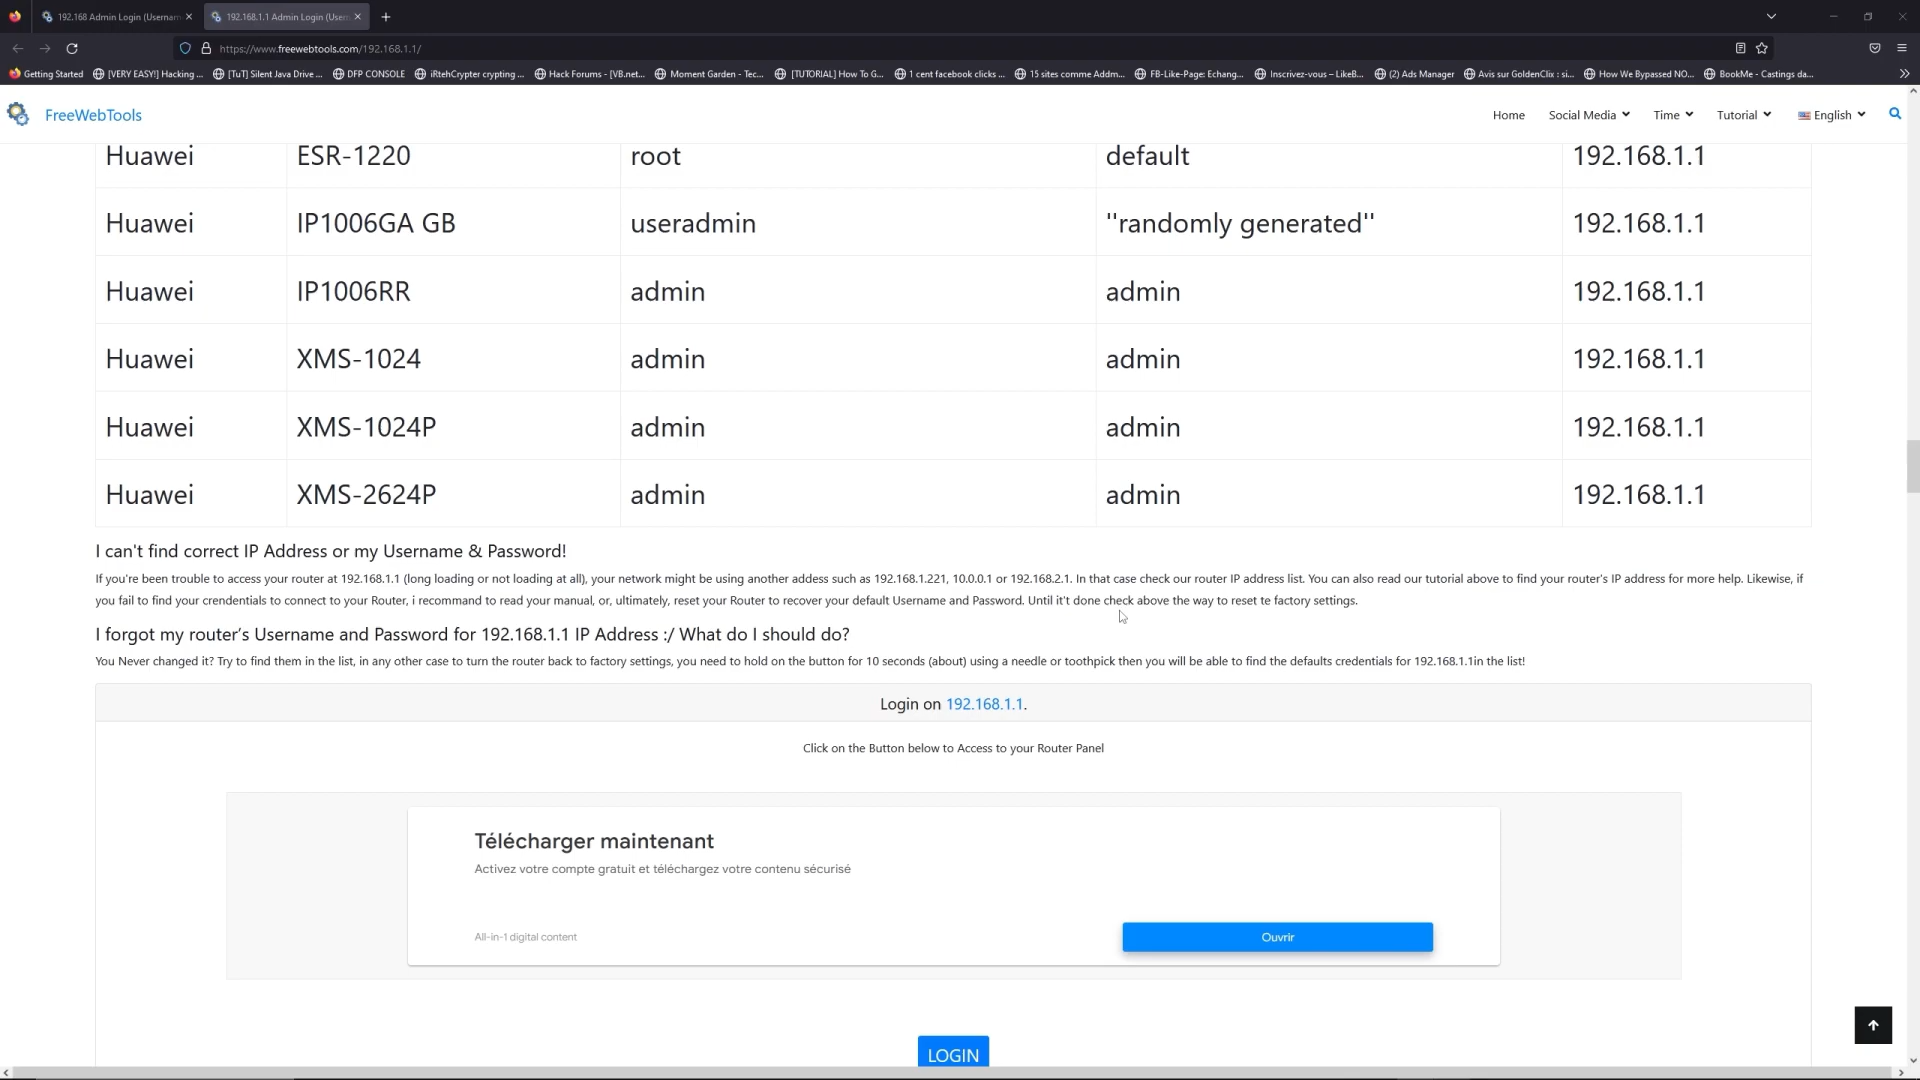 192.168 Admin Login (Usernam
192.168.1.1 Admin Login (User
https://www.freewebtools.com/192.168.1.1/
Getting Started
[VERY EASY!] Hacking ...
[TuT] Silent Java Drive ...
DFP CONSOLE
iRtehCrypter crypting ...
Hack Forums - [VB.net...
Moment Garden - Tec...
[TUTORIAL] How To G...
1 cent facebook clicks ...
15 sites comme Addm...
FB-Like-Page: Echang...
Inscrivez-vous – LikeB...
(2) Ads Manager
Avis sur GoldenClix : si...
How We Bypassed NO...
BookMe - Castings da...
FreeWebTools
Home
Social Media
Time
Tutorial
English
Huawei ESR-1220 root default 192.168.1.1
Huawei IP1006GA GB useradmin ''randomly generated'' 192.168.1.1
Huawei IP1006RR admin admin 192.168.1.1
Huawei XMS-1024 admin admin 192.168.1.1
Huawei XMS-1024P admin admin 192.168.1.1
Huawei XMS-2624P admin admin 192.168.1.1
I can't find correct IP Address or my Username & Password!
If you're been trouble to access your router at 192.168.1.1 (long loading or not loading at all), your network might be using another addess such as 192.168.1.221, 10.0.0.1 or 192.168.2.1. In that case check our router IP address list. You can also read our tutorial above to find your router's IP address for more help. Likewise, if
you fail to find your crendentials to connect to your Router, i recommand to read your manual, or, ultimately, reset your Router to recover your default Username and Password. Until it't done check above the way to reset te factory settings.
I forgot my router’s Username and Password for 192.168.1.1 IP Address :/ What do I should do?
You Never changed it? Try to find them in the list, in any other case to turn the router back to factory settings, you need to hold on the button for 10 seconds (about) using a needle or toothpick then you will be able to find the defaults credentials for 192.168.1.1in the list!
Login on 192.168.1.1.
Click on the Button below to Access to your Router Panel
Télécharger maintenant
Activez votre compte gratuit et téléchargez votre contenu sécurisé
All-in-1 digital content
Ouvrir
LOGIN